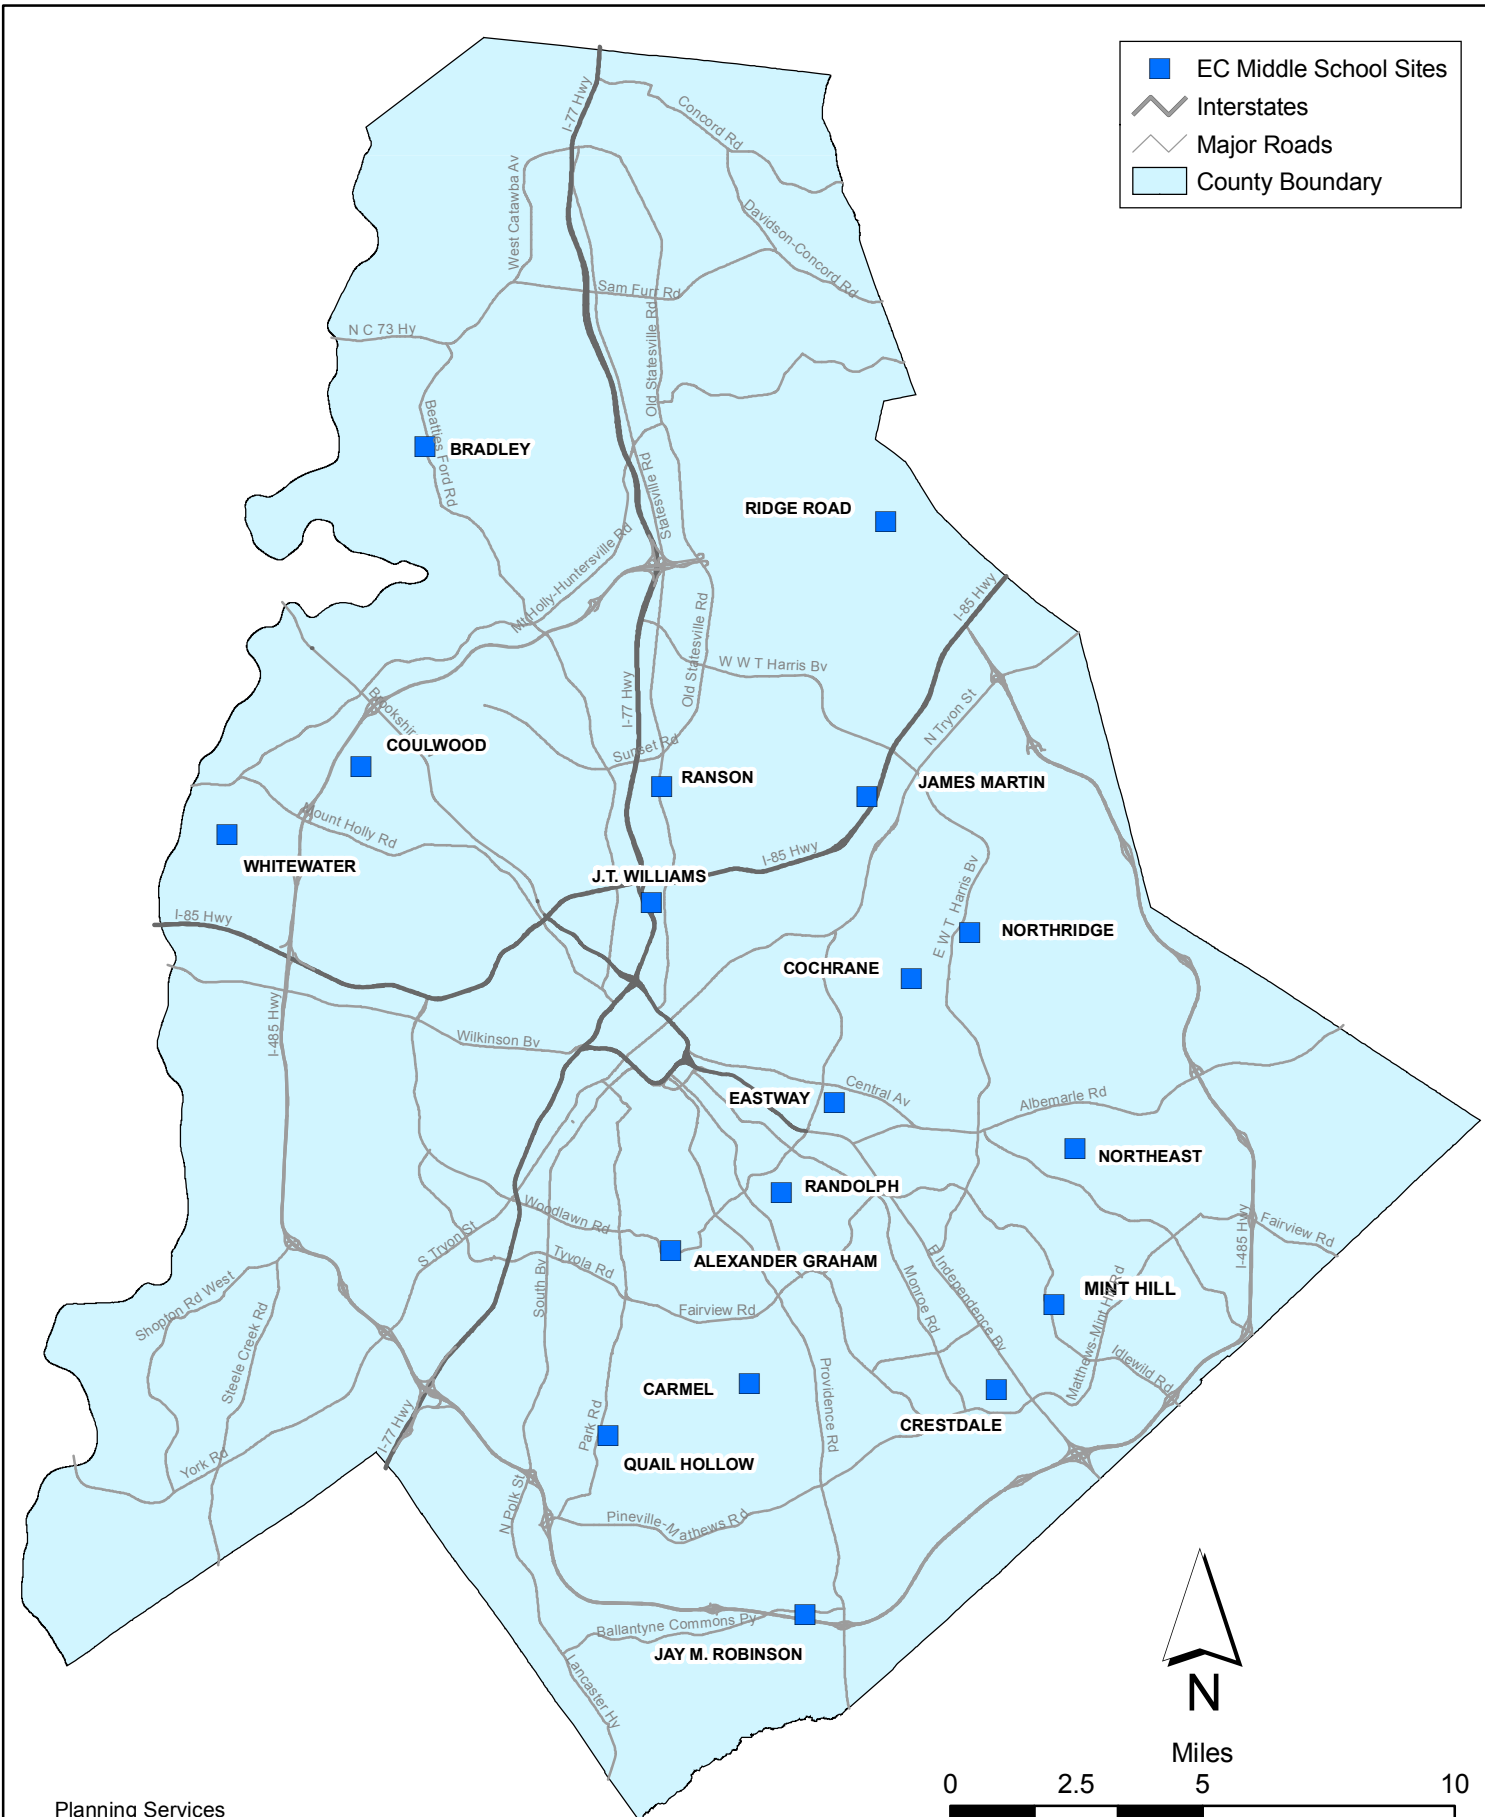 EC Middle School Sites
Interstates
Major Roads
County Boundary
I-77 Hwy
Concord Rd
West Catawba Av
Davidson-Concord Rd
Sam Furr Rd
N C 73 Hy
Old Statesville Rd
Beatties Ford Rd
BRADLEY
Statesville Rd
RIDGE ROAD
Mt Holly-Huntersville Rd
I-85 Hwy
Old Statesville Rd
W W T Harris Bv
I-77 Hwy
N Tryon St
COULWOOD
Sunset Rd
RANSON
JAMES MARTIN
Mount Holly Rd
WHITEWATER
I-85 Hwy
J.T. WILLIAMS
E W T Harris Bv
I-85 Hwy
NORTHRIDGE
COCHRANE
I-485 Hwy
Wilkinson Bv
EASTWAY
Central Av
Albemarle Rd
NORTHEAST
RANDOLPH
Woodlawn Rd
S Tryon St
Fairview Rd
I-485 Hwy
ALEXANDER GRAHAM
Tyvola Rd
E Independence Bv
Shopton Rd West
South Bv
Monroe Rd
MINT HILL
Fairview Rd
Steele Creek Rd
Matthews-Mint Hill Rd
Idlewild Rd
Providence Rd
CARMEL
CRESTDALE
I-77 Hwy
Park Rd
York Rd
QUAIL HOLLOW
N Polk St
Pineville-Mathews Rd
Ballantyne Commons Py
JAY M. ROBINSON
Lancaster Hy
N
Miles
0 2.5 5 10
Planning Services